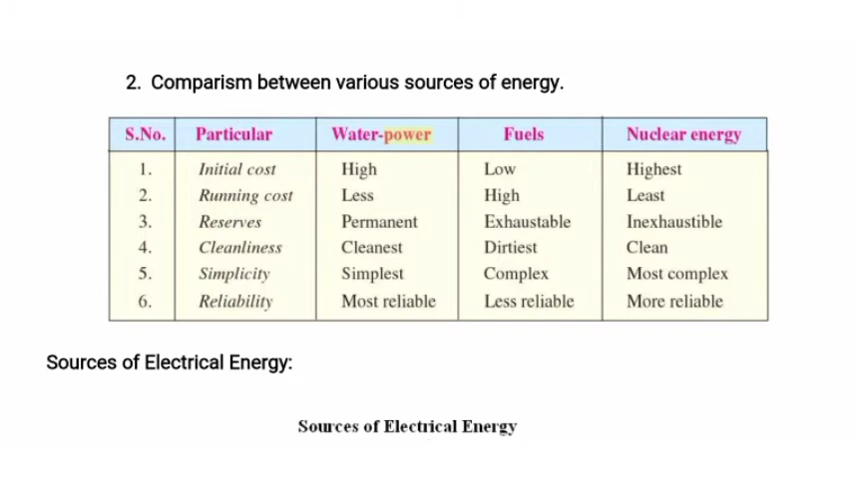 2. Comparism between various sources of energy.
S.No. Particular Water-power Fuels Nuclear energy
1. Initial cost High Low Highest
2. Running cost Less High Least
3. Reserves Permanent Exhaustable Inexhaustible
4. Cleanliness Cleanest Dirtiest Clean
5. Simplicity Simplest Complex Most complex
6. Reliability Most reliable Less reliable More reliable
Sources of Electrical Energy:
Sources of Electrical Energy